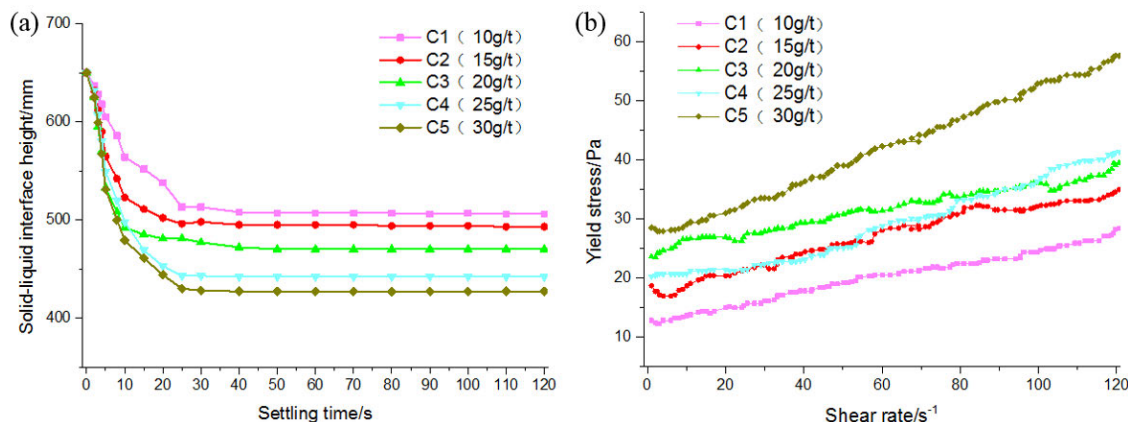 (a)
700
600
500
400
Solid-liquid interface height/mm
C1 ( 10g/t)
C2 ( 15g/t)
C3 ( 20g/t)
C4 ( 25g/t)
C5 ( 30g/t)
0 10 20 30 40 50 60 70 80 90 100 110 120
Settling time/s
(b)
60
50
40
30
20
10
Yield stress/Pa
C1 ( 10g/t)
C2 ( 15g/t)
C3 ( 20g/t)
C4 ( 25g/t)
C5 ( 30g/t)
0 20 40 60 80 100 120
Shear rate/s⁻¹